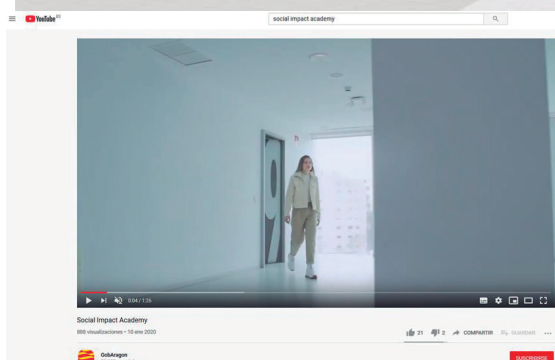 YouTube ES
social impact academy
0:04 / 1:26
Social Impact Academy
888 visualizaciones • 10 ene 2020
21 2 COMPARTIR GUARDAR ...
GobAragon
SUSCRIBIRSE